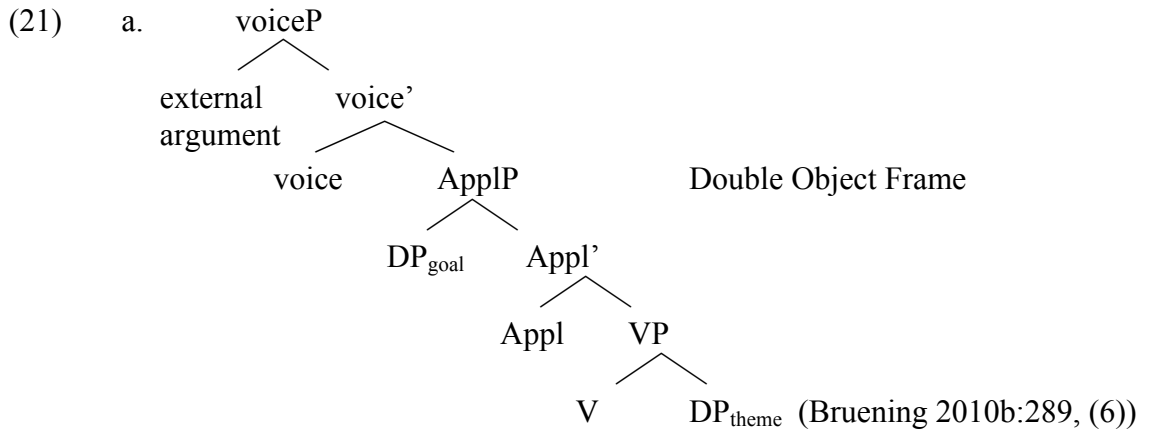 (21) a. voiceP
external voice’
argument
voice ApplP Double Object Frame
DPgoal Appl’
Appl VP
V DPtheme (Bruening 2010b:289, (6))